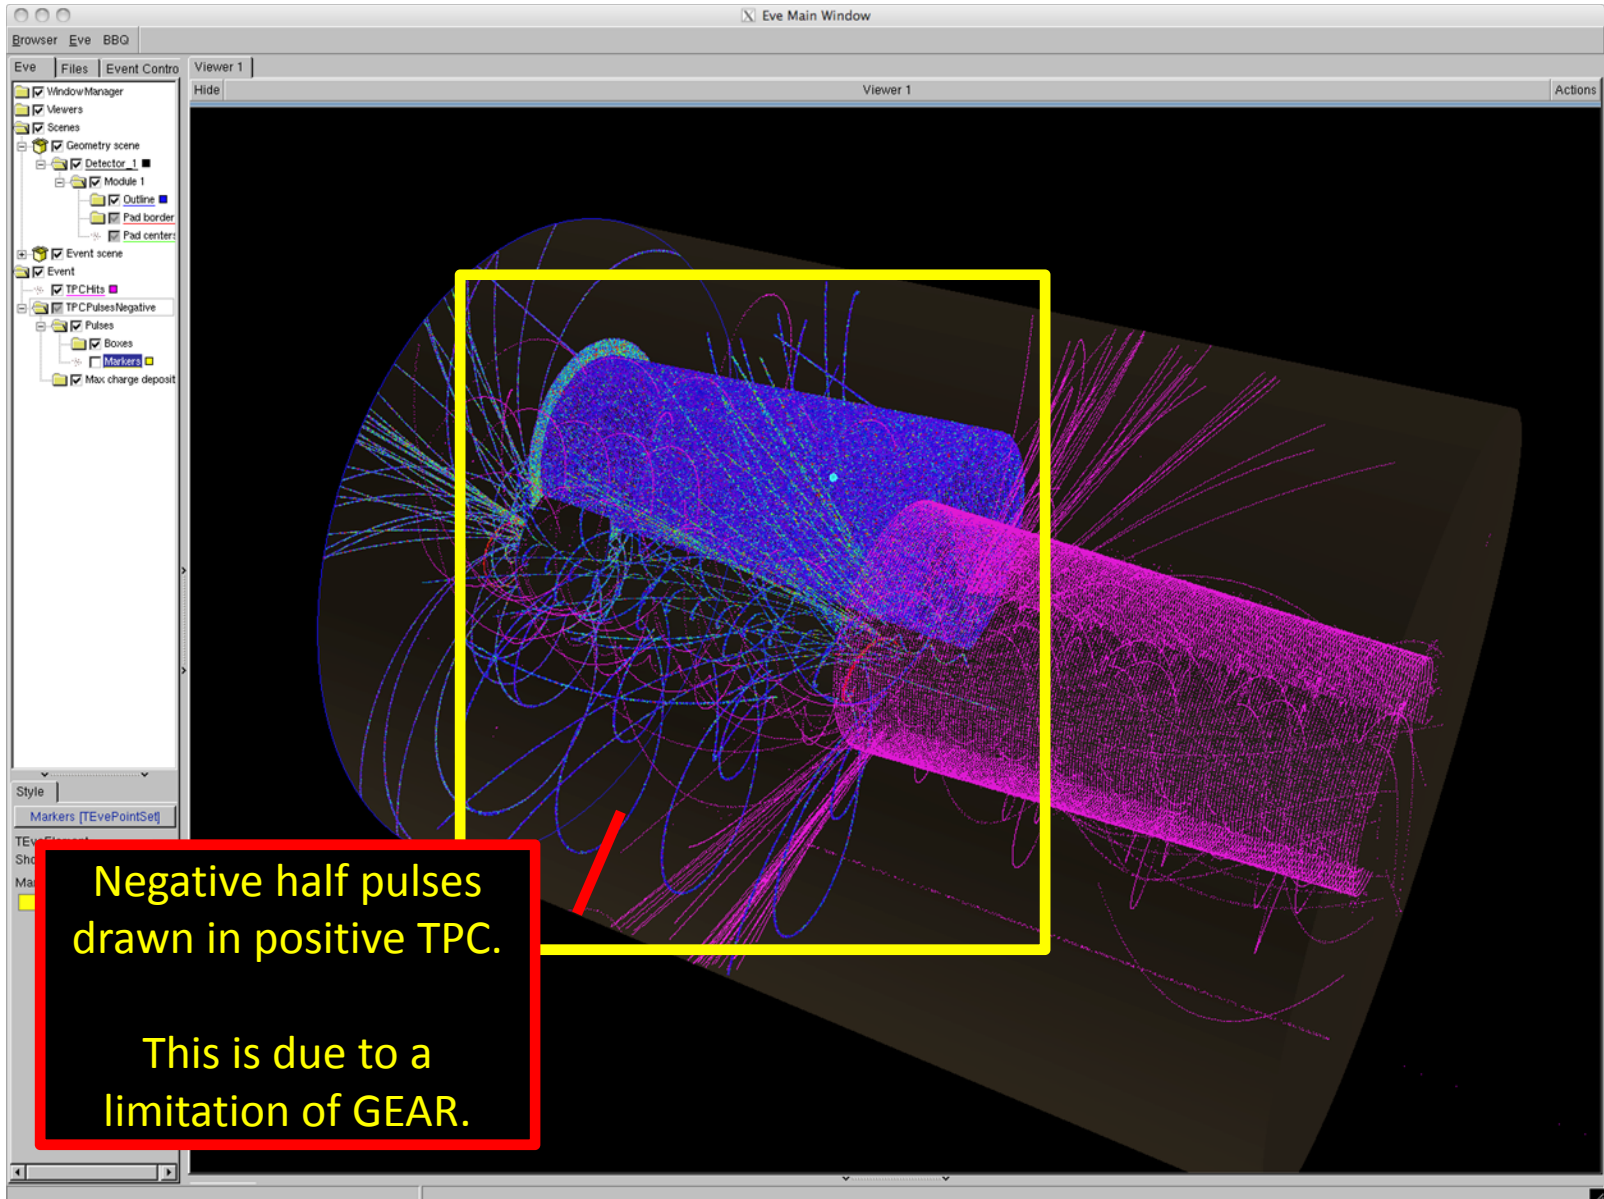 Eve Main Window
Browser Eve BBQ
Eve Files Event Contro Viewer 1
Hide Viewer 1 Actions
WindowManager
Viewers
Scenes
Geometry scene
Detector_1
Module 1
Outline
Pad border
Pad centers
Event scene
Event
TPCHits
TPCPulsesNegative
Pulses
Boxes
Markers
Max charge deposit
Style
Markers [TEvePointSet]
Negative half pulses
drawn in positive TPC.
This is due to a
limitation of GEAR.